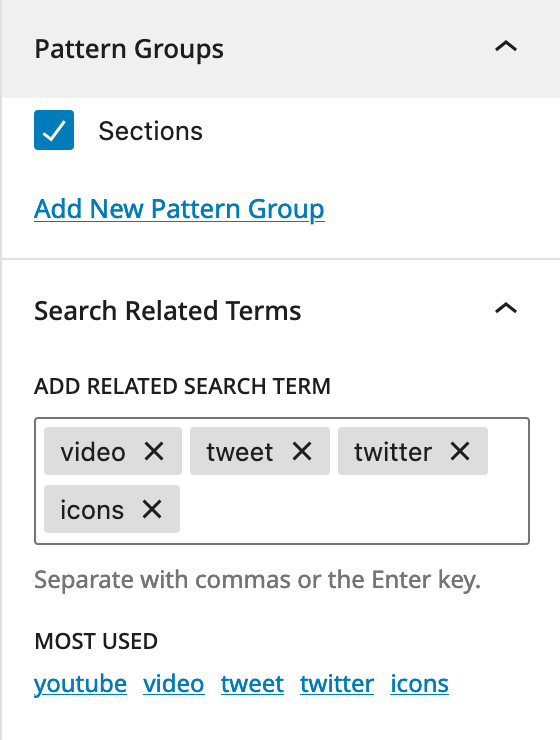 Pattern Groups
Sections
Add New Pattern Group
Search Related Terms
ADD RELATED SEARCH TERM
video tweet twitter
icons
Separate with commas or the Enter key.
MOST USED
youtube video tweet twitter icons